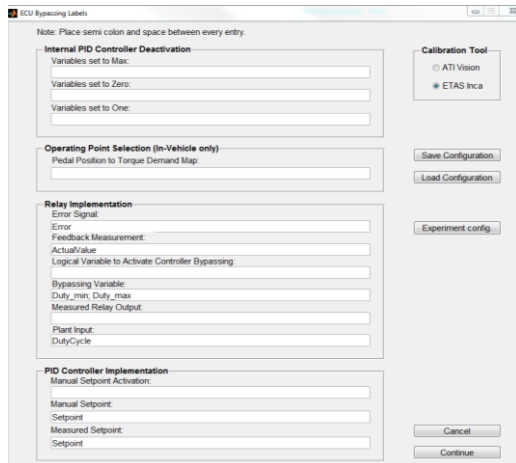 ECU Bypassing Labels
Note: Place semi colon and space between every entry.
Internal PID Controller Deactivation
Variables set to Max:
Variables set to Zero:
Variables set to One:
Calibration Tool
ATI Vision
ETAS Inca
Operating Point Selection (In-Vehicle only)
Pedal Position to Torque Demand Map:
Save Configuration
Load Configuration
Relay Implementation
Error Signal:
Error
Feedback Measurement:
ActualValue
Logical Variable to Activate Controller Bypassing:
Bypassing Variable:
Duty_min; Duty_max
Measured Relay Output:
Plant Input:
DutyCycle
Experiment config.
PID Controller Implementation
Manual Setpoint Activation:
Manual Setpoint:
Setpoint
Measured Setpoint:
Setpoint
Cancel
Continue